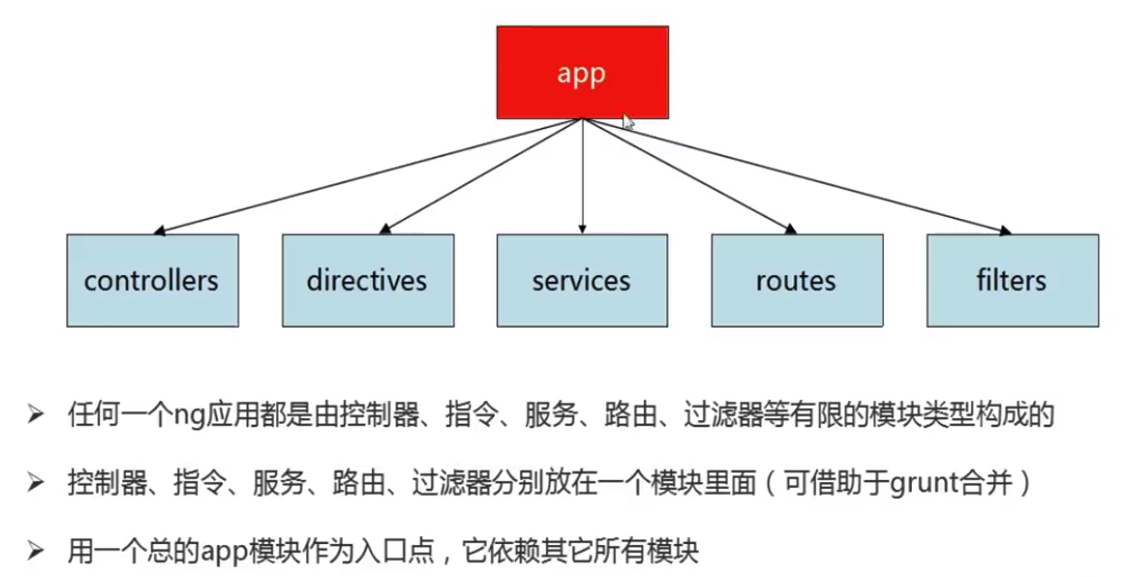 app
controllers
directives
services
routes
filters
任何一个ng应用都是由控制器、指令、服务、路由、过滤器等有限的模块类型构成的
控制器、指令、服务、路由、过滤器分别放在一个模块里面（可借助于grunt合并）
用一个总的app模块作为入口点，它依赖其它所有模块